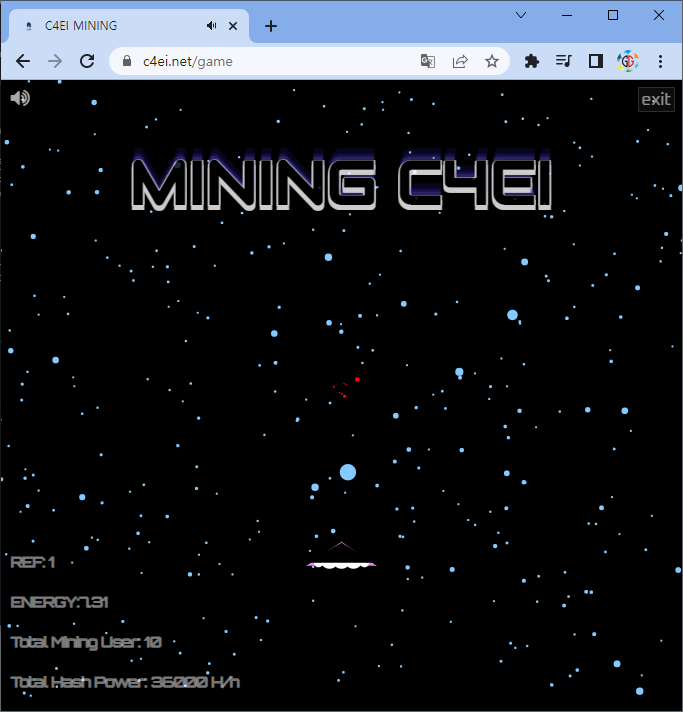 C4EI MINING
c4ei.net/game
exit
MINING C4EI
REF: 1
ENERGY:7.31
Total Mining User: 10
Total Hash Power: 36000 H/h